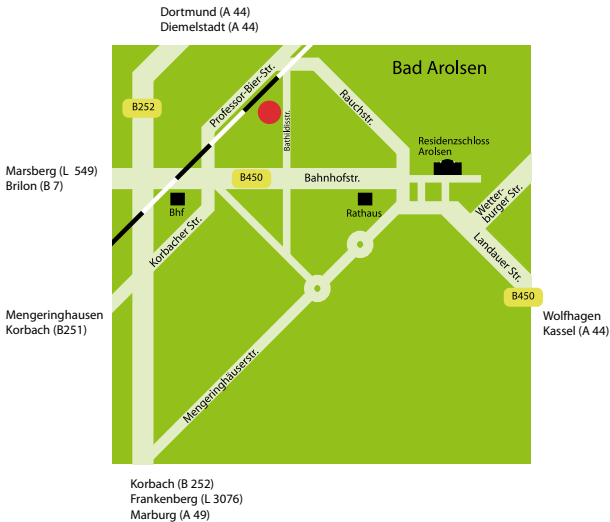 Dortmund (A 44)
Diemelstadt (A 44)
Bad Arolsen
Professor-Bier-Str.
B252
Rauchstr.
Bathildisstr.
Residenzschloss
Arolsen
Marsberg (L 549)
Brilon (B 7)
B450
Bahnhofstr.
Wetter-
burger Str.
Bhf
Rathaus
Korbacher Str.
Landauer Str.
B450
Mengeringhausen
Korbach (B251)
Wolfhagen
Kassel (A 44)
Mengeringhäuserstr.
Korbach (B 252)
Frankenberg (L 3076)
Marburg (A 49)